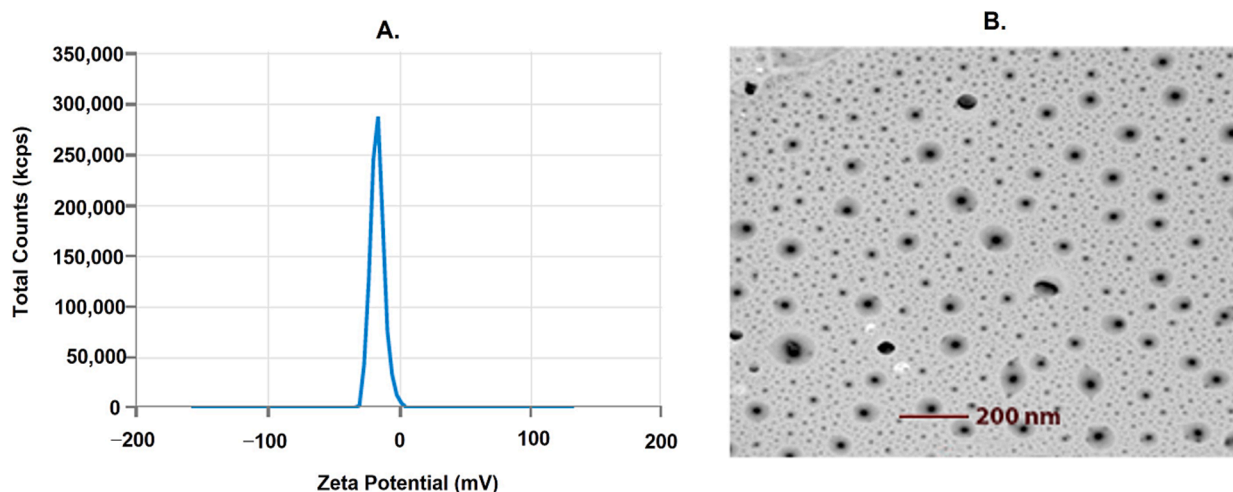 A.
B.
350,000
300,000
250,000
200,000
150,000
100,000
50,000
0
Total Counts (kcps)
−200
−100
0
100
200
Zeta Potential (mV)
200 nm